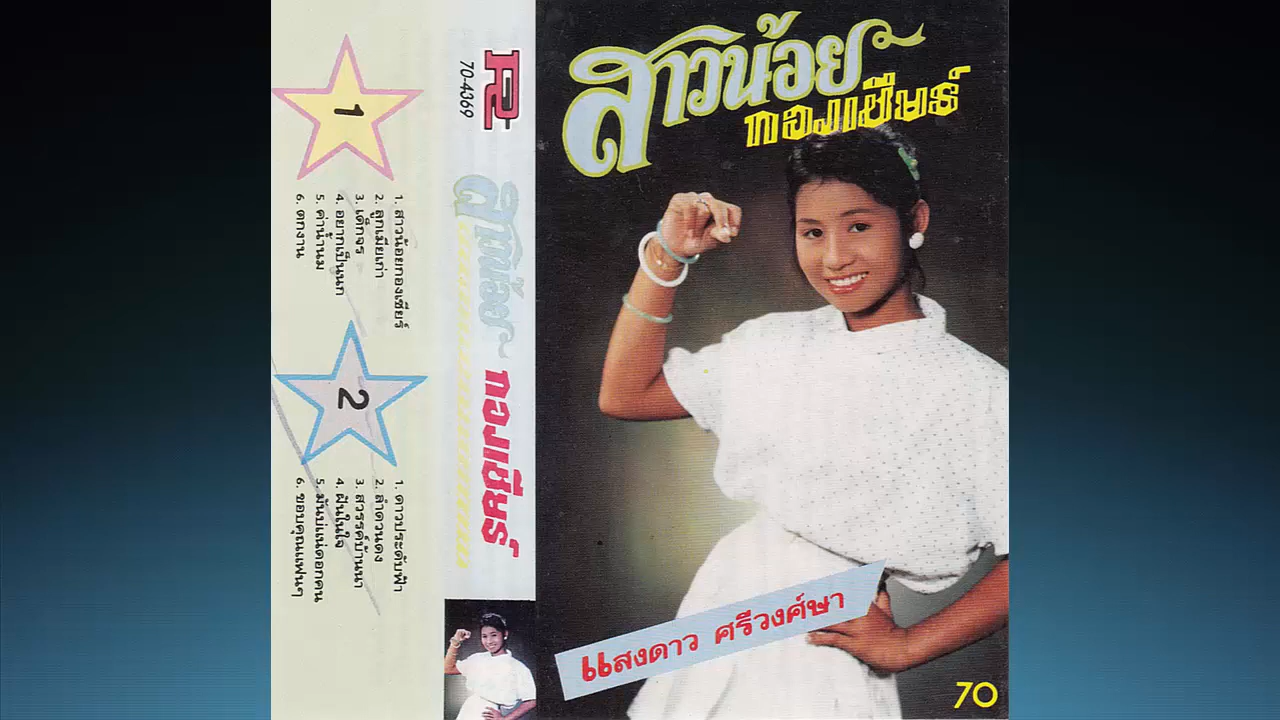 สาวน้อย
กองเชียร์
แสงดาว ศรีวงศ์ษา
70
R
70-4369
สาวน้อย
กองเชียร์
1
1. สาวน้อยกองเชียร์
2. ลูกเมียเก่า
3. เด็กจร
4. อยากเป็นนก
5. ค่าน้ำนม
6. ตกงาน
2
1. ดาวประดับฟ้า
2. ลำดวนดง
3. สวรรค์บ้านนา
4. ฝันในใจ
5. มันบ่แน่ดอกคน
6. ขอบคุณแฟนๆ